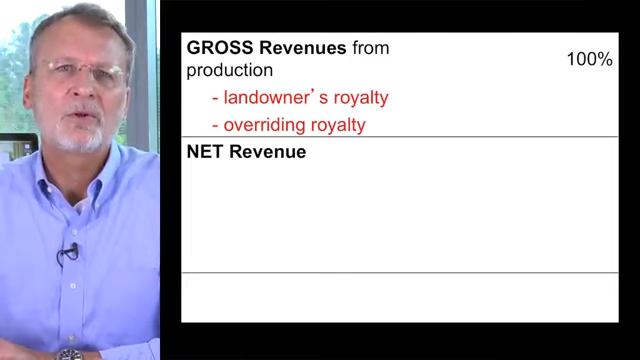 GROSS Revenues from
production
100%
- landowner’s royalty
- overriding royalty
NET Revenue